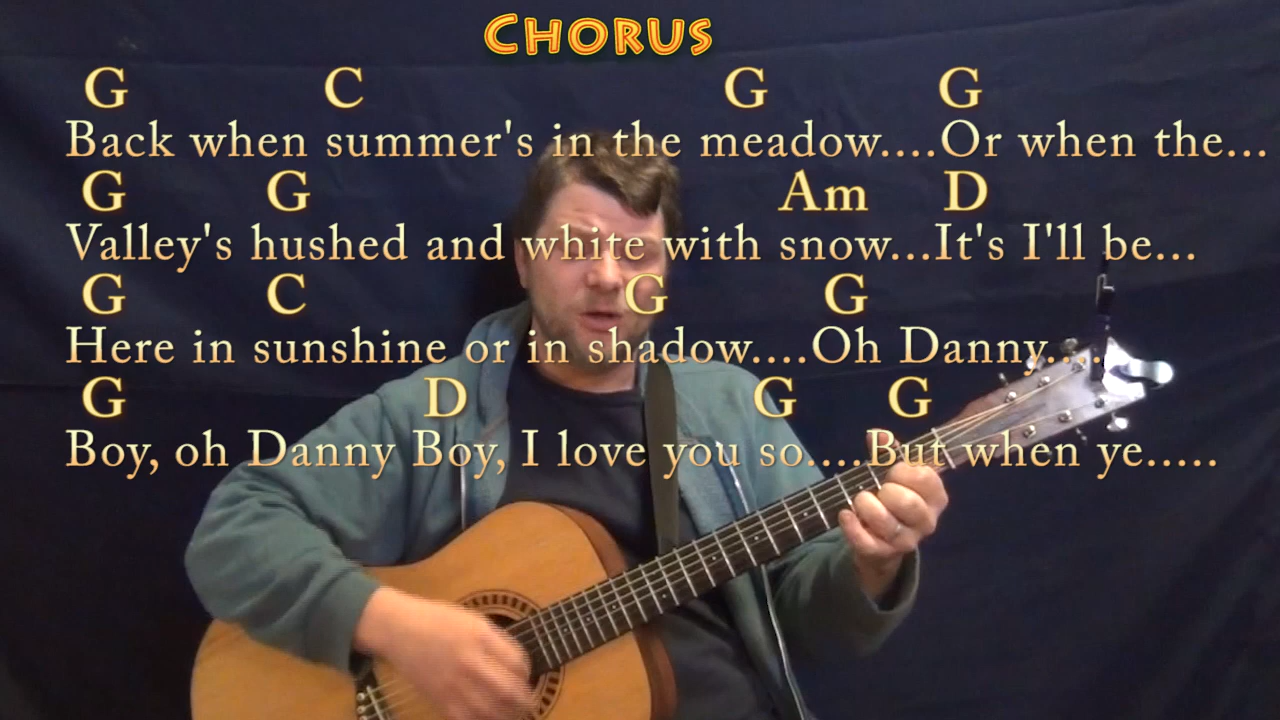 CHORUS
G C G G
Back when summer's in the meadow....Or when the...
G G Am D
Valley's hushed and white with snow...It's I'll be...
G C G G
Here in sunshine or in shadow....Oh Danny....
G D G G
Boy, oh Danny Boy, I love you so....But when ye.....